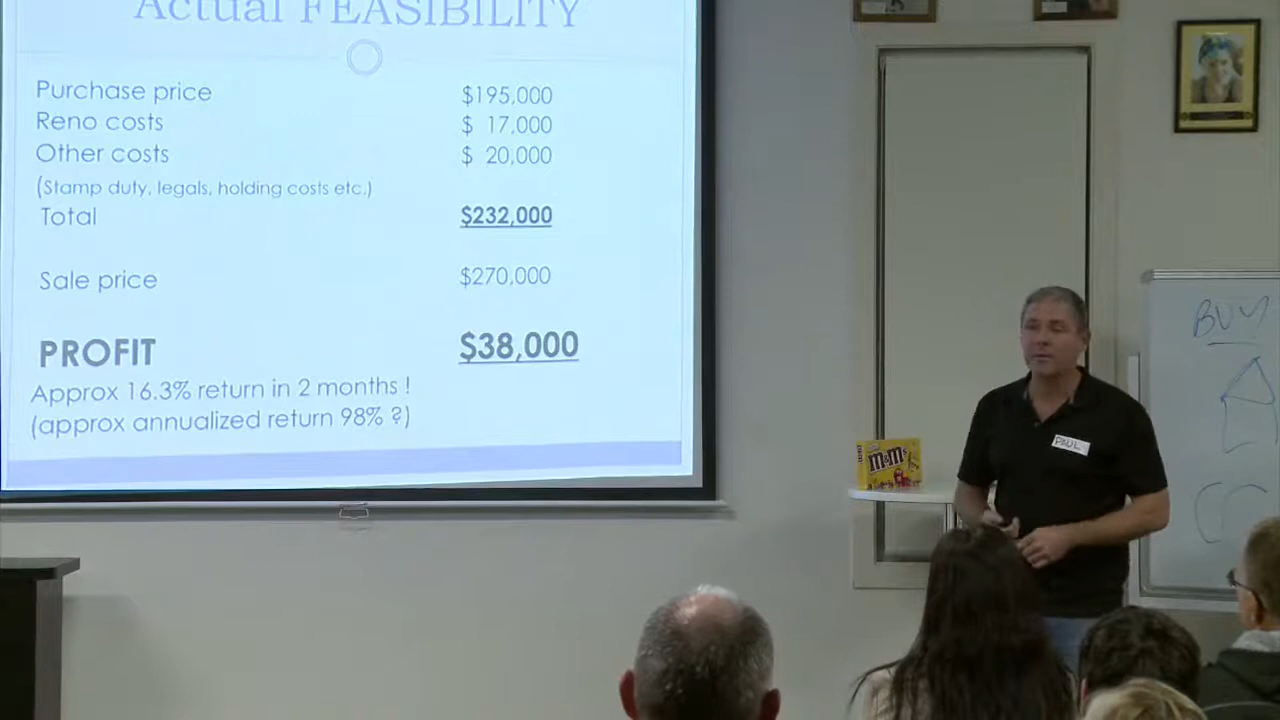 Actual FEASIBILITY
Purchase price $195,000
Reno costs $ 17,000
Other costs $ 20,000
(Stamp duty, legals, holding costs etc.)
Total $232,000
Sale price $270,000
PROFIT $38,000
Approx 16.3% return in 2 months !
(approx annualized return 98% ?)
BUY
m&m's
PAUL